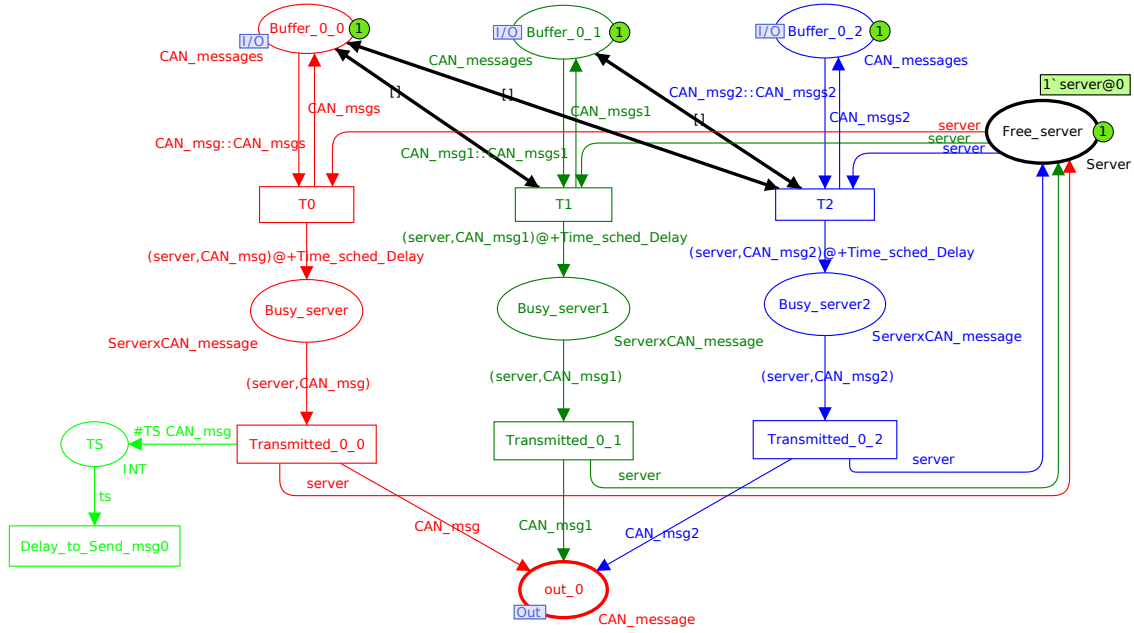 Buffer_0_0
1
I/O
CAN_messages
Buffer_0_1
1
I/O
CAN_messages
Buffer_0_2
1
I/O
CAN_messages
1`server@0
Free_server
1
Server
[]
[]
[]
CAN_msgs
CAN_msg::CAN_msgs
CAN_msgs1
CAN_msg1::CAN_msgs1
CAN_msg2::CAN_msgs2
CAN_msgs2
server
server
server
T0
T1
T2
(server,CAN_msg)@+Time_sched_Delay
(server,CAN_msg1)@+Time_sched_Delay
(server,CAN_msg2)@+Time_sched_Delay
Busy_server
Busy_server1
Busy_server2
ServerxCAN_message
ServerxCAN_message
ServerxCAN_message
(server,CAN_msg)
(server,CAN_msg1)
(server,CAN_msg2)
TS
#TS CAN_msg
INT
Transmitted_0_0
Transmitted_0_1
Transmitted_0_2
server
server
server
ts
Delay_to_Send_msg0
CAN_msg
CAN_msg1
CAN_msg2
out_0
Out
CAN_message